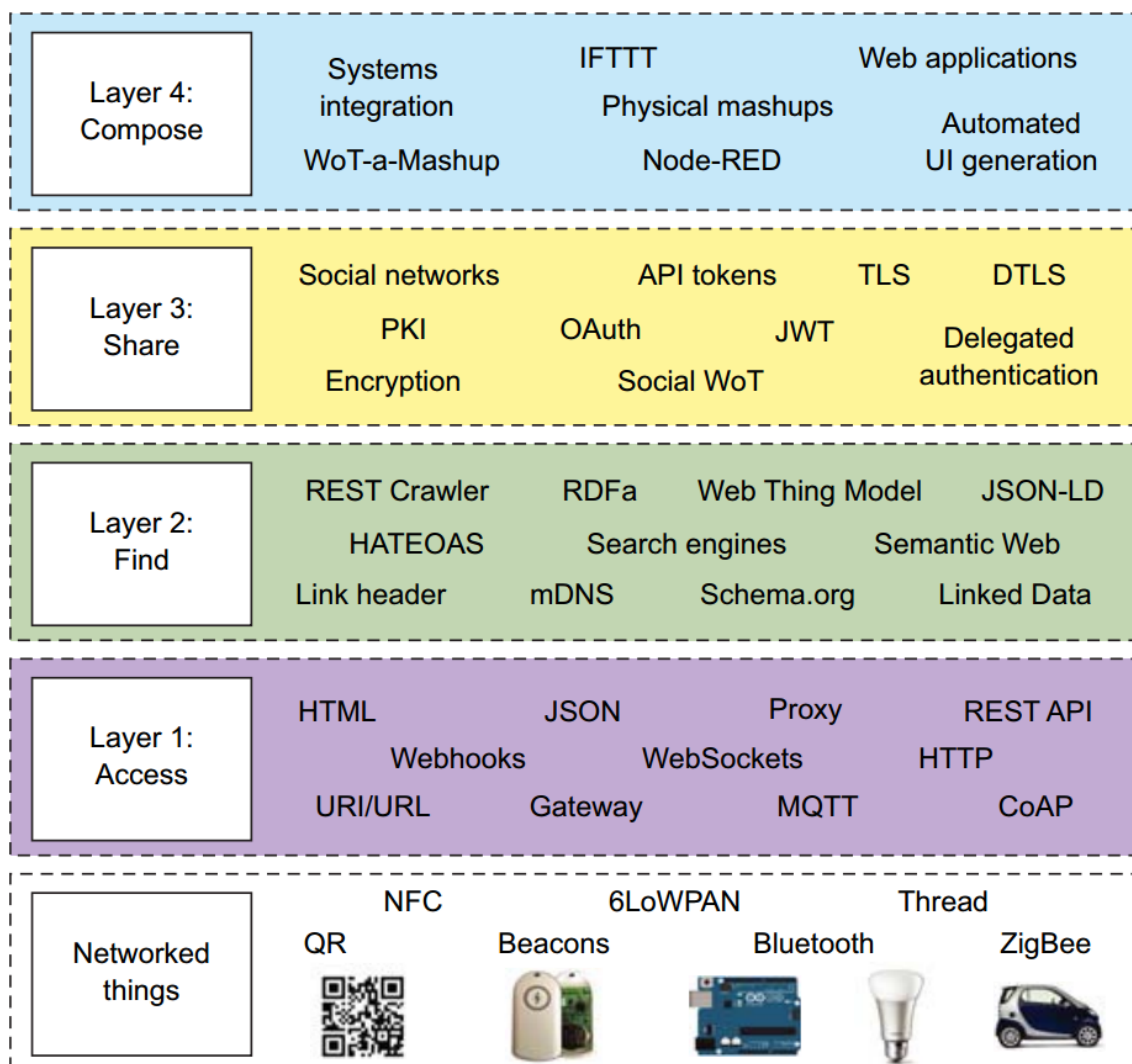 Layer 4:
Compose
Systems
integration
IFTTT
Web applications
Physical mashups
Automated
UI generation
WoT-a-Mashup
Node-RED
Layer 3:
Share
Social networks
API tokens
TLS
DTLS
PKI
OAuth
JWT
Delegated
authentication
Encryption
Social WoT
Layer 2:
Find
REST Crawler
RDFa
Web Thing Model
JSON-LD
HATEOAS
Search engines
Semantic Web
Link header
mDNS
Schema.org
Linked Data
Layer 1:
Access
HTML
JSON
Proxy
REST API
Webhooks
WebSockets
HTTP
URI/URL
Gateway
MQTT
CoAP
Networked
things
NFC
6LoWPAN
Thread
QR
Beacons
Bluetooth
ZigBee